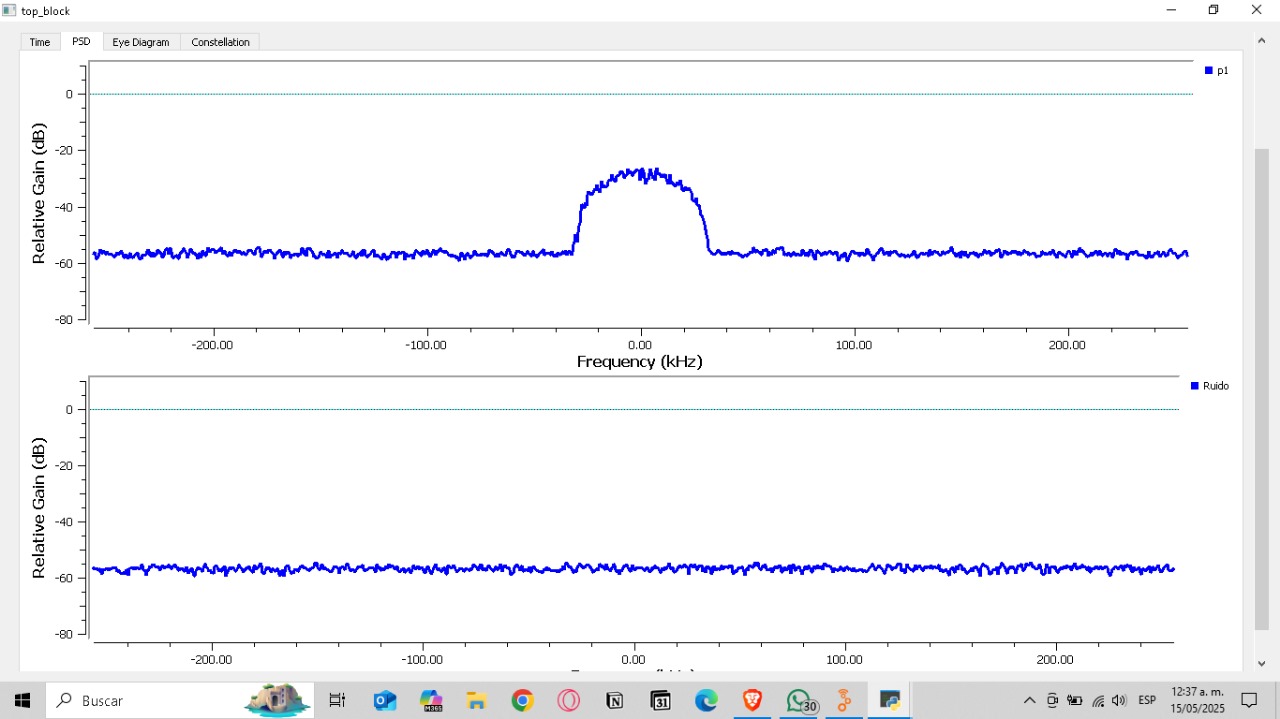 top_block
Time PSD Eye Diagram Constellation
p1
0
-20
-40
-60
-80
Relative Gain (dB)
-200.00 -100.00 0.00 100.00 200.00
Frequency (kHz)
Ruido
0
-20
-40
-60
-80
Relative Gain (dB)
-200.00 -100.00 0.00 100.00 200.00
Buscar
M365
31
30
ESP
12:37 a. m.
15/05/2025